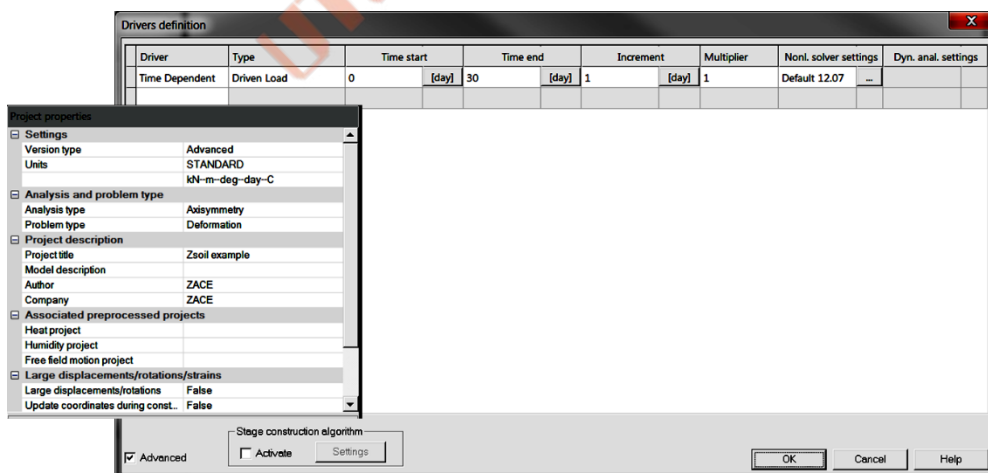 Drivers definition
Driver Type Time start Time end Increment Multiplier Nonl. solver settings Dyn. anal. settings
Time Dependent Driven Load 0 [day] 30 [day] 1 [day] 1 Default 12.07 ...
Project properties
Settings
Version type Advanced
Units STANDARD
kN--m--deg--day--C
Analysis and problem type
Analysis type Axisymmetry
Problem type Deformation
Project description
Project title Zsoil example
Model description
Author ZACE
Company ZACE
Associated preprocessed projects
Heat project
Humidity project
Free field motion project
Large displacements/rotations/strains
Large displacements/rotations False
Update coordinates during const... False
Stage construction algorithm
Advanced Activate Settings OK Cancel Help